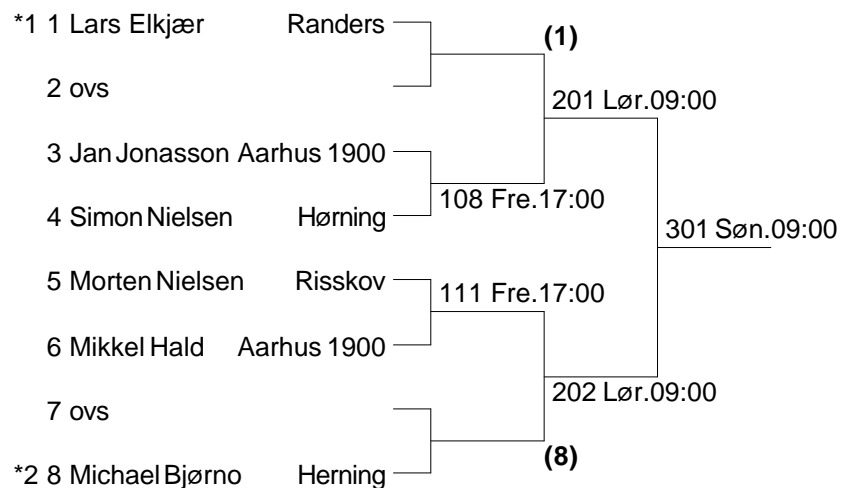 *1 1 Lars Elkjær Randers
(1)
2 ovs
201 Lør.09:00
3 Jan Jonasson Aarhus 1900
108 Fre.17:00
4 Simon Nielsen Hørning
301 Søn.09:00
5 Morten Nielsen Risskov
111 Fre.17:00
6 Mikkel Hald Aarhus 1900
202 Lør.09:00
7 ovs
(8)
*2 8 Michael Bjørno Herning